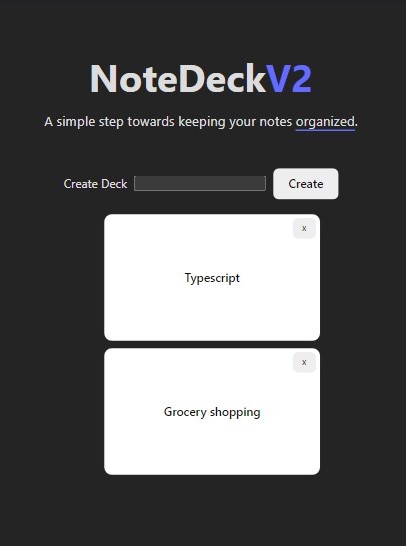 NoteDeckV2
A simple step towards keeping your notes organized.
Create Deck Create
x
Typescript
x
Grocery shopping